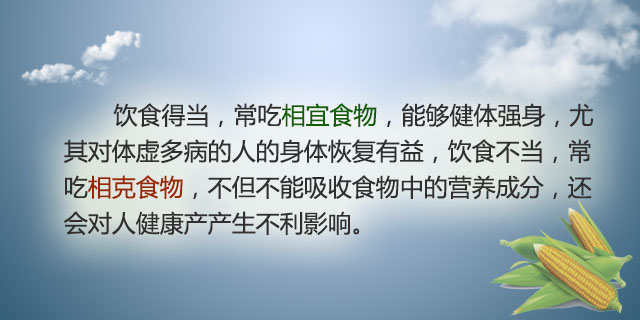 饮食得当，常吃相宜食物，能够健体强身，尤
其对体虚多病的人的身体恢复有益，饮食不当，常
吃相克食物，不但不能吸收食物中的营养成分，还
会对人健康产产生不利影响。